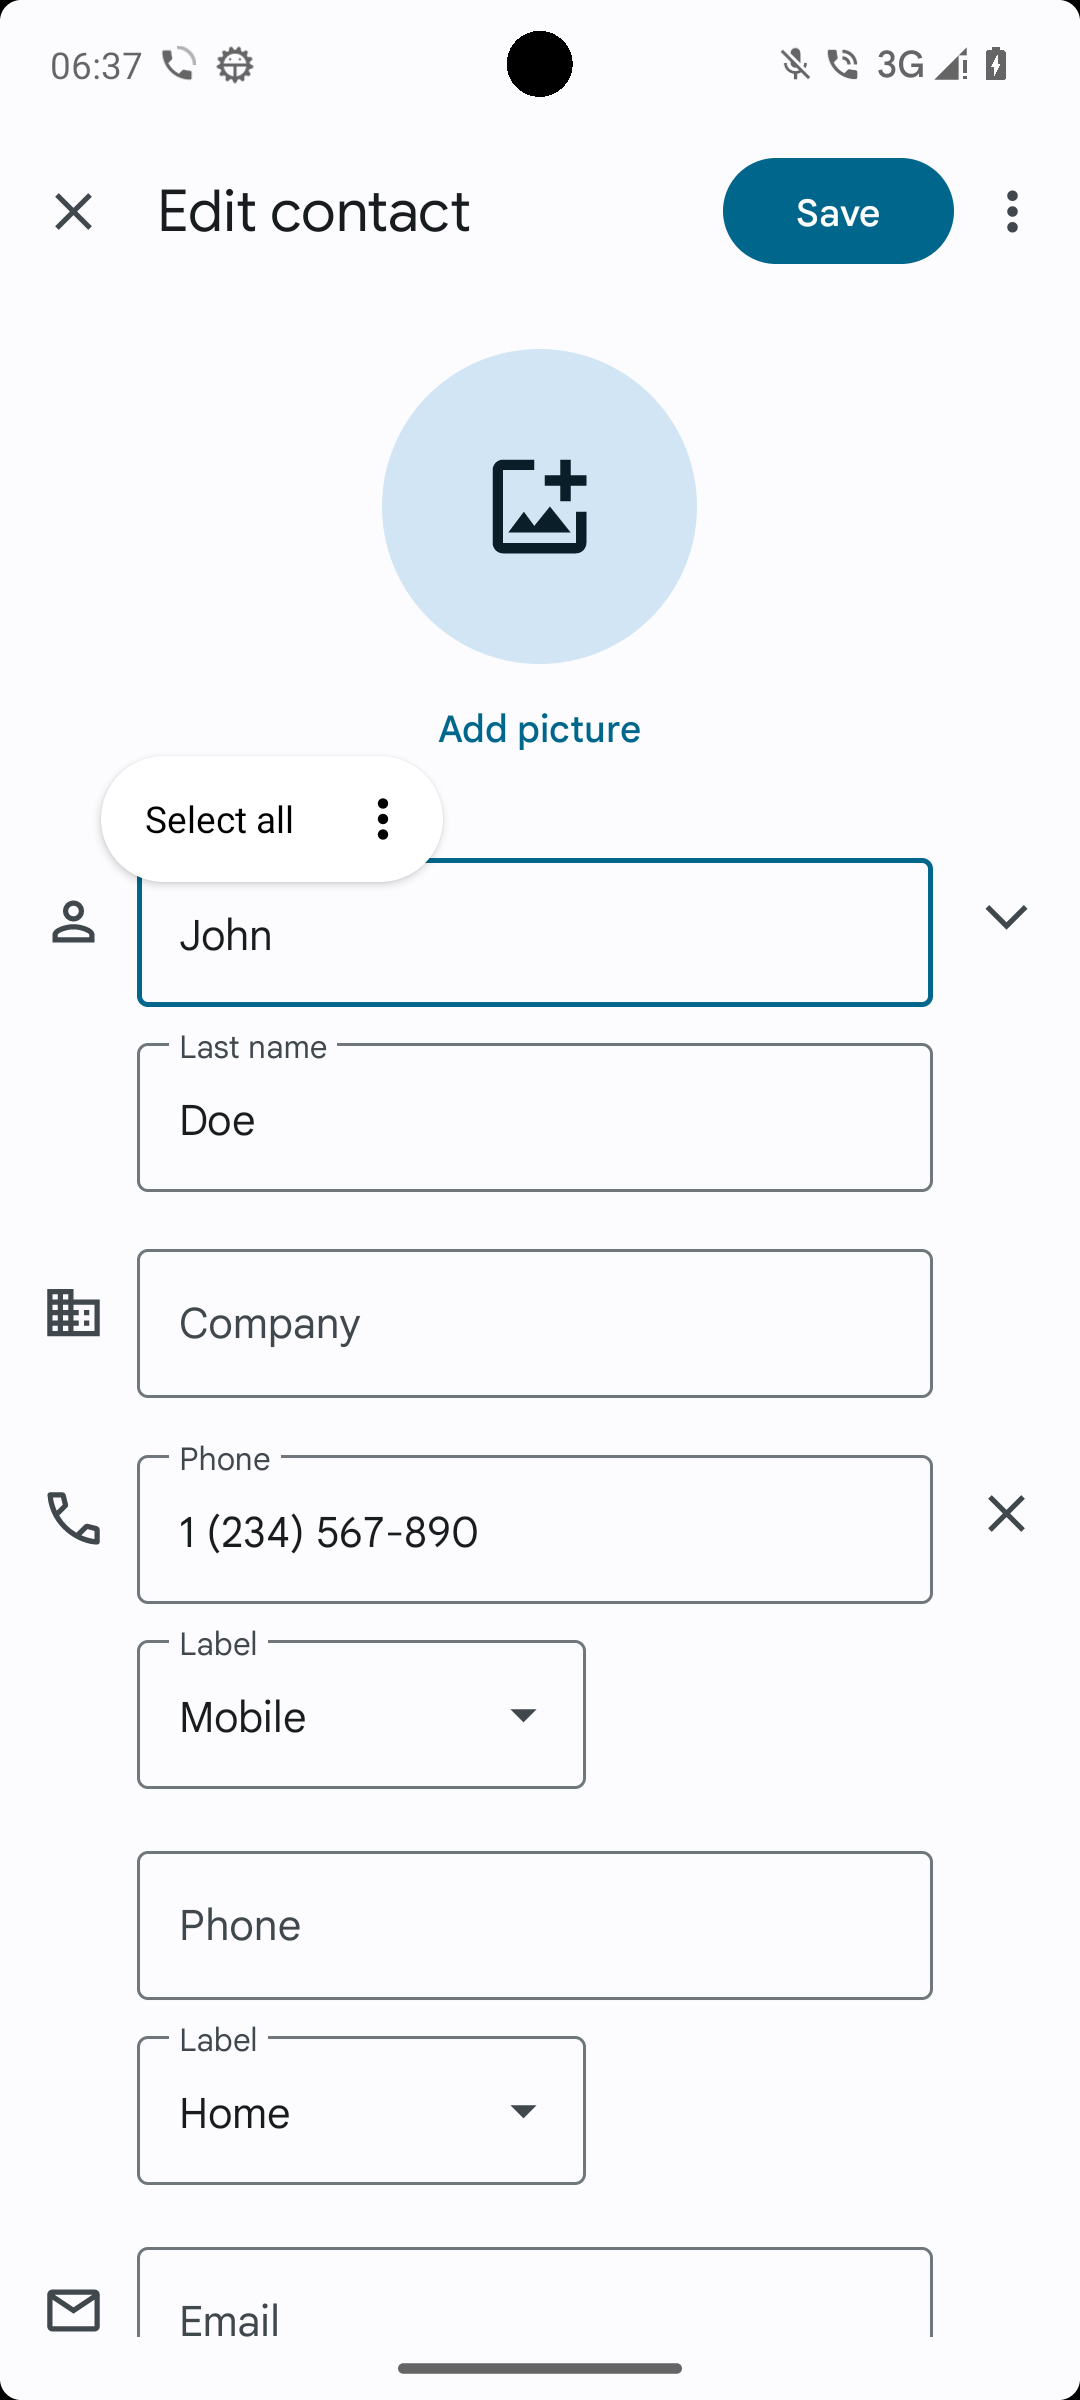 06:37
3G
Edit contact
Save
Add picture
Select all
John
Last name
Doe
Company
Phone
1 (234) 567-890
Label
Mobile
Phone
Label
Home
Email